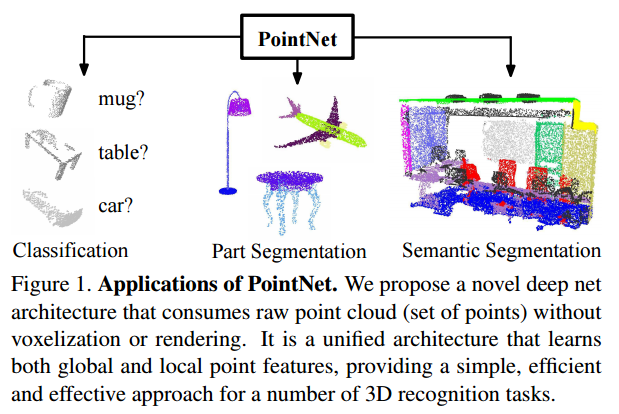 PointNet
mug?
table?
car?
Classification
Part Segmentation
Semantic Segmentation
Figure 1. Applications of PointNet. We propose a novel deep net
architecture that consumes raw point cloud (set of points) without
voxelization or rendering. It is a unified architecture that learns
both global and local point features, providing a simple, efficient
and effective approach for a number of 3D recognition tasks.